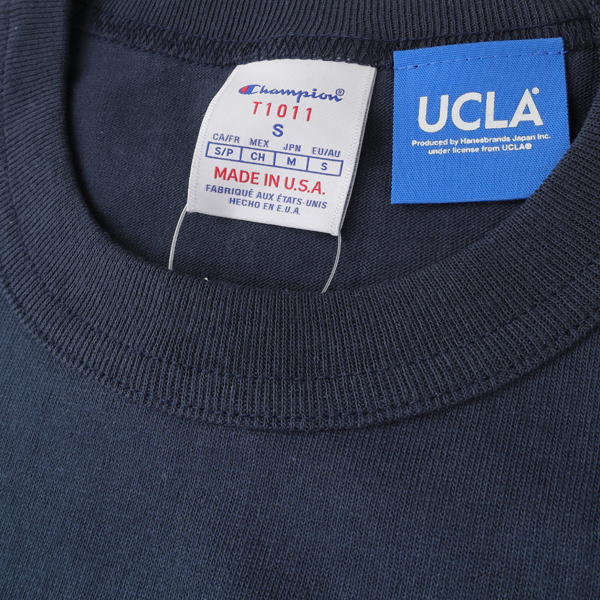 Champion®
T1011
S
CA/FR MEX JPN EU/AU
S/P CH M S
MADE IN U.S.A.
FABRIQUÉ AUX ÉTATS-UNIS
HECHO EN E.U.A.
UCLA®
Produced by Hanesbrands Japan Inc.
under license from UCLA®